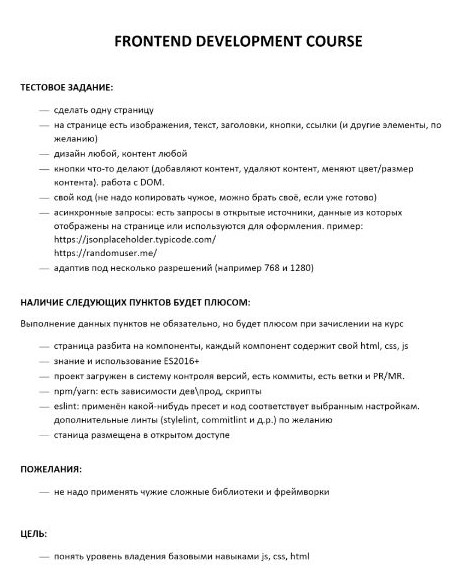 FRONTEND DEVELOPMENT COURSE
ТЕСТОВОЕ ЗАДАНИЕ:
— сделать одну страницу
— на странице есть изображения, текст, заголовки, кнопки, ссылки (и другие элементы, по
желанию)
— дизайн любой, контент любой
— кнопки что-то делают (добавляют контент, удаляют контент, меняют цвет/размер
контента). работа с DOM.
— свой код (не надо копировать чужое, можно брать своё, если уже готово)
— асинхронные запросы: есть запросы в открытые источники, данные из которых
отображены на странице или используются для оформления. пример:
https://jsonplaceholder.typicode.com/
https://randomuser.me/
— адаптив под несколько разрешений (например 768 и 1280)
НАЛИЧИЕ СЛЕДУЮЩИХ ПУНКТОВ БУДЕТ ПЛЮСОМ:
Выполнение данных пунктов не обязательно, но будет плюсом при зачислении на курс
— страница разбита на компоненты, каждый компонент содержит свой html, css, js
— знание и использование ES2016+
— проект загружен в систему контроля версий, есть коммиты, есть ветки и PR/MR.
— npm/yarn: есть зависимости дев\прод, скрипты
— eslint: применён какой-нибудь пресет и код соответствует выбранным настройкам.
дополнительные линты (stylelint, commitlint и д.р.) по желанию
— станица размещена в открытом доступе
ПОЖЕЛАНИЯ:
— не надо применять чужие сложные библиотеки и фреймворки
ЦЕЛЬ:
— понять уровень владения базовыми навыками js, css, html